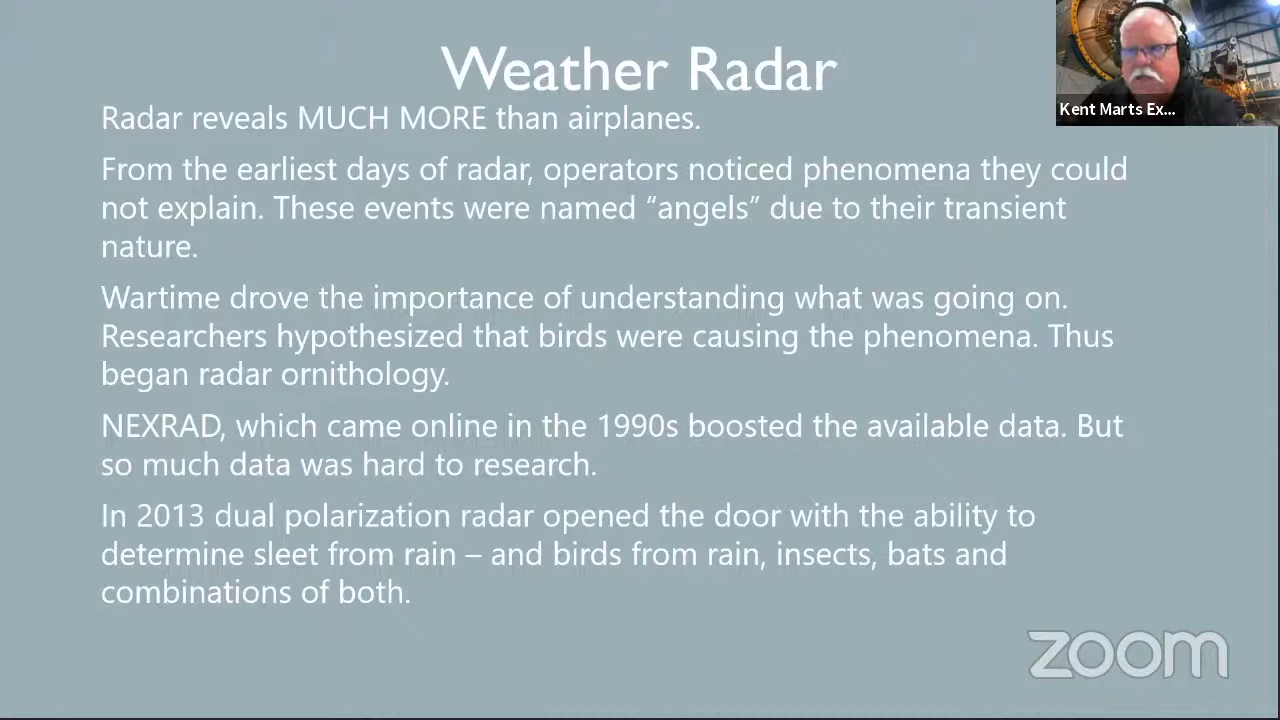 Weather Radar
Kent Marts Ex...
Radar reveals MUCH MORE than airplanes.
From the earliest days of radar, operators noticed phenomena they could
not explain. These events were named “angels” due to their transient
nature.
Wartime drove the importance of understanding what was going on.
Researchers hypothesized that birds were causing the phenomena. Thus
began radar ornithology.
NEXRAD, which came online in the 1990s boosted the available data. But
so much data was hard to research.
In 2013 dual polarization radar opened the door with the ability to
determine sleet from rain – and birds from rain, insects, bats and
combinations of both.
zoom